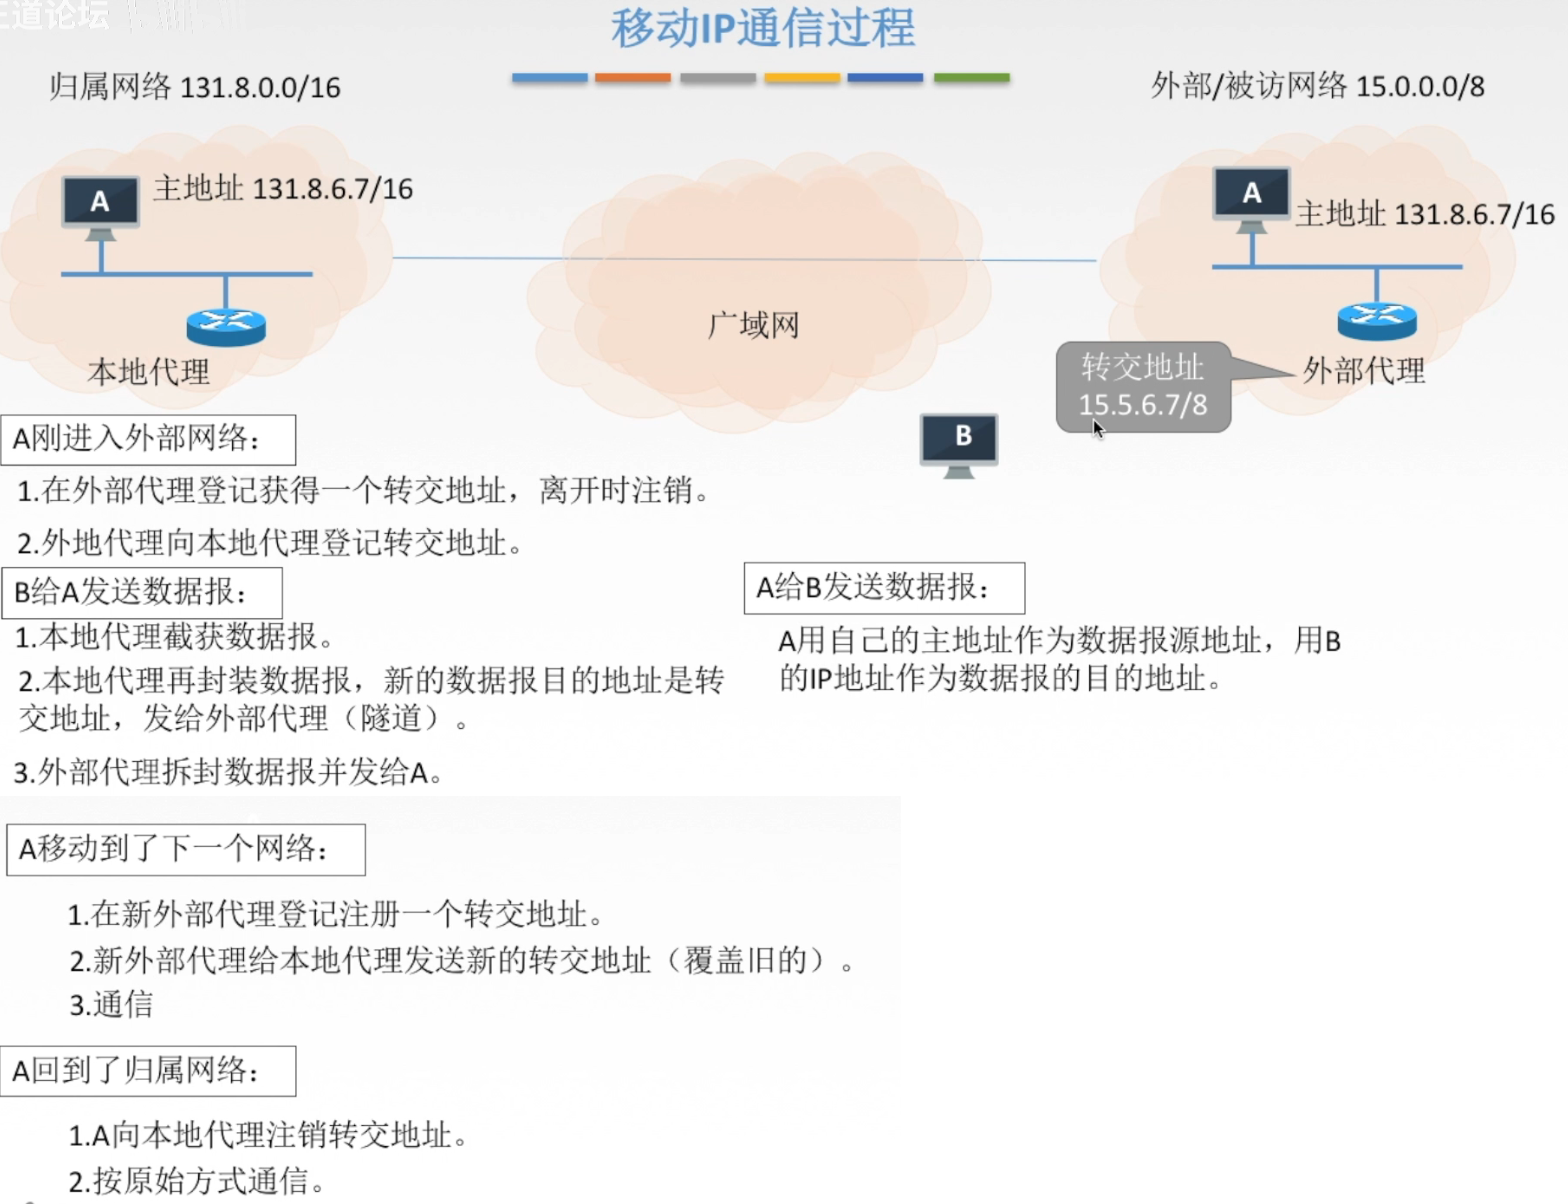 王道论坛
移动IP通信过程
归属网络 131.8.0.0/16
外部/被访网络 15.0.0.0/8
A
主地址 131.8.6.7/16
A
主地址 131.8.6.7/16
广域网
本地代理
转交地址
15.5.6.7/8
外部代理
B
A刚进入外部网络：
1.在外部代理登记获得一个转交地址，离开时注销。
2.外地代理向本地代理登记转交地址。
B给A发送数据报：
1.本地代理截获数据报。
2.本地代理再封装数据报，新的数据报目的地址是转
交地址，发给外部代理（隧道）。
3.外部代理拆封数据报并发给A。
A给B发送数据报：
A用自己的主地址作为数据报源地址，用B
的IP地址作为数据报的目的地址。
A移动到了下一个网络：
1.在新外部代理登记注册一个转交地址。
2.新外部代理给本地代理发送新的转交地址（覆盖旧的）。
3.通信
A回到了归属网络：
1.A向本地代理注销转交地址。
2.按原始方式通信。